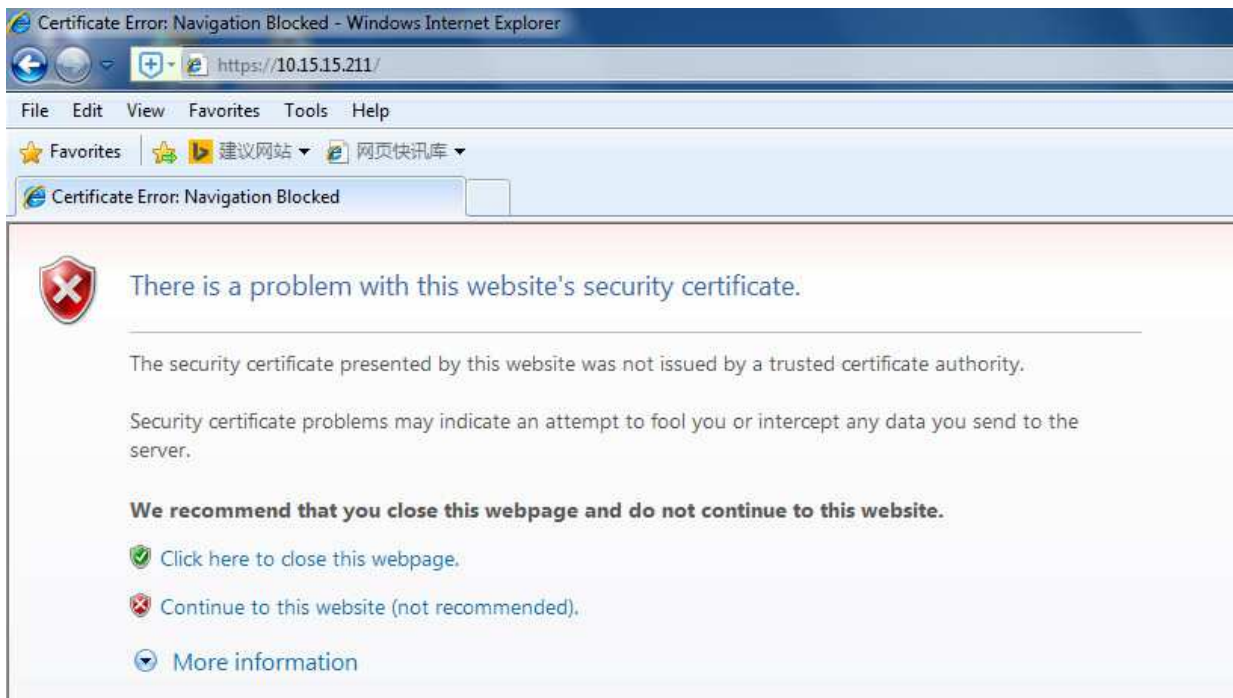 Certificate Error: Navigation Blocked - Windows Internet Explorer
https://10.15.15.211/
File Edit View Favorites Tools Help
Favorites 建议网站 网页快讯库
Certificate Error: Navigation Blocked
There is a problem with this website's security certificate.
The security certificate presented by this website was not issued by a trusted certificate authority.
Security certificate problems may indicate an attempt to fool you or intercept any data you send to the
server.
We recommend that you close this webpage and do not continue to this website.
Click here to close this webpage.
Continue to this website (not recommended).
More information